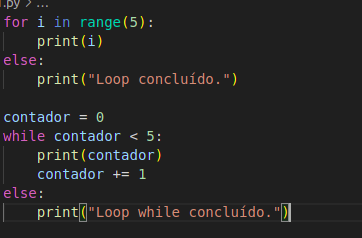 .py > ...
for i in range(5):
    print(i)
else:
    print("Loop concluído.")

contador = 0
while contador < 5:
    print(contador)
    contador += 1
else:
    print("Loop while concluído.")